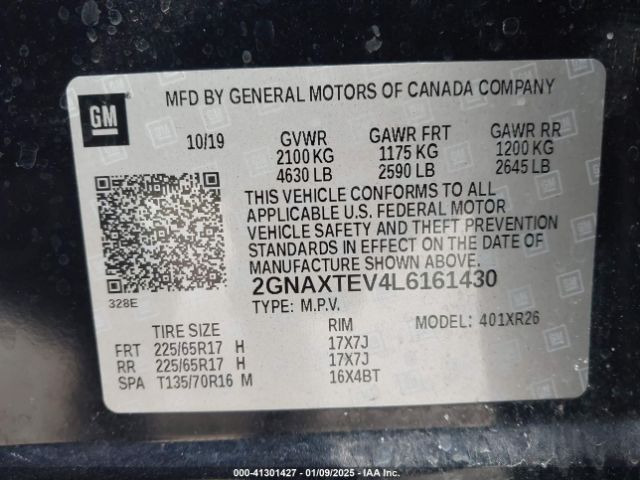 GM
MFD BY GENERAL MOTORS OF CANADA COMPANY
10/19 GVWR GAWR FRT GAWR RR
2100 KG 1175 KG 1200 KG
4630 LB 2590 LB 2645 LB
THIS VEHICLE CONFORMS TO ALL
APPLICABLE U.S. FEDERAL MOTOR
VEHICLE SAFETY AND THEFT PREVENTION
STANDARDS IN EFFECT ON THE DATE OF
MANUFACTURE SHOWN ABOVE.
2GNAXTEV4L6161430
328E
TYPE: M.P.V.
TIRE SIZE RIM MODEL: 401XR26
FRT 225/65R17 H 17X7J
RR 225/65R17 H 17X7J
SPA T135/70R16 M 16X4BT
000-41301427 - 01/09/2025 - IAA Inc.